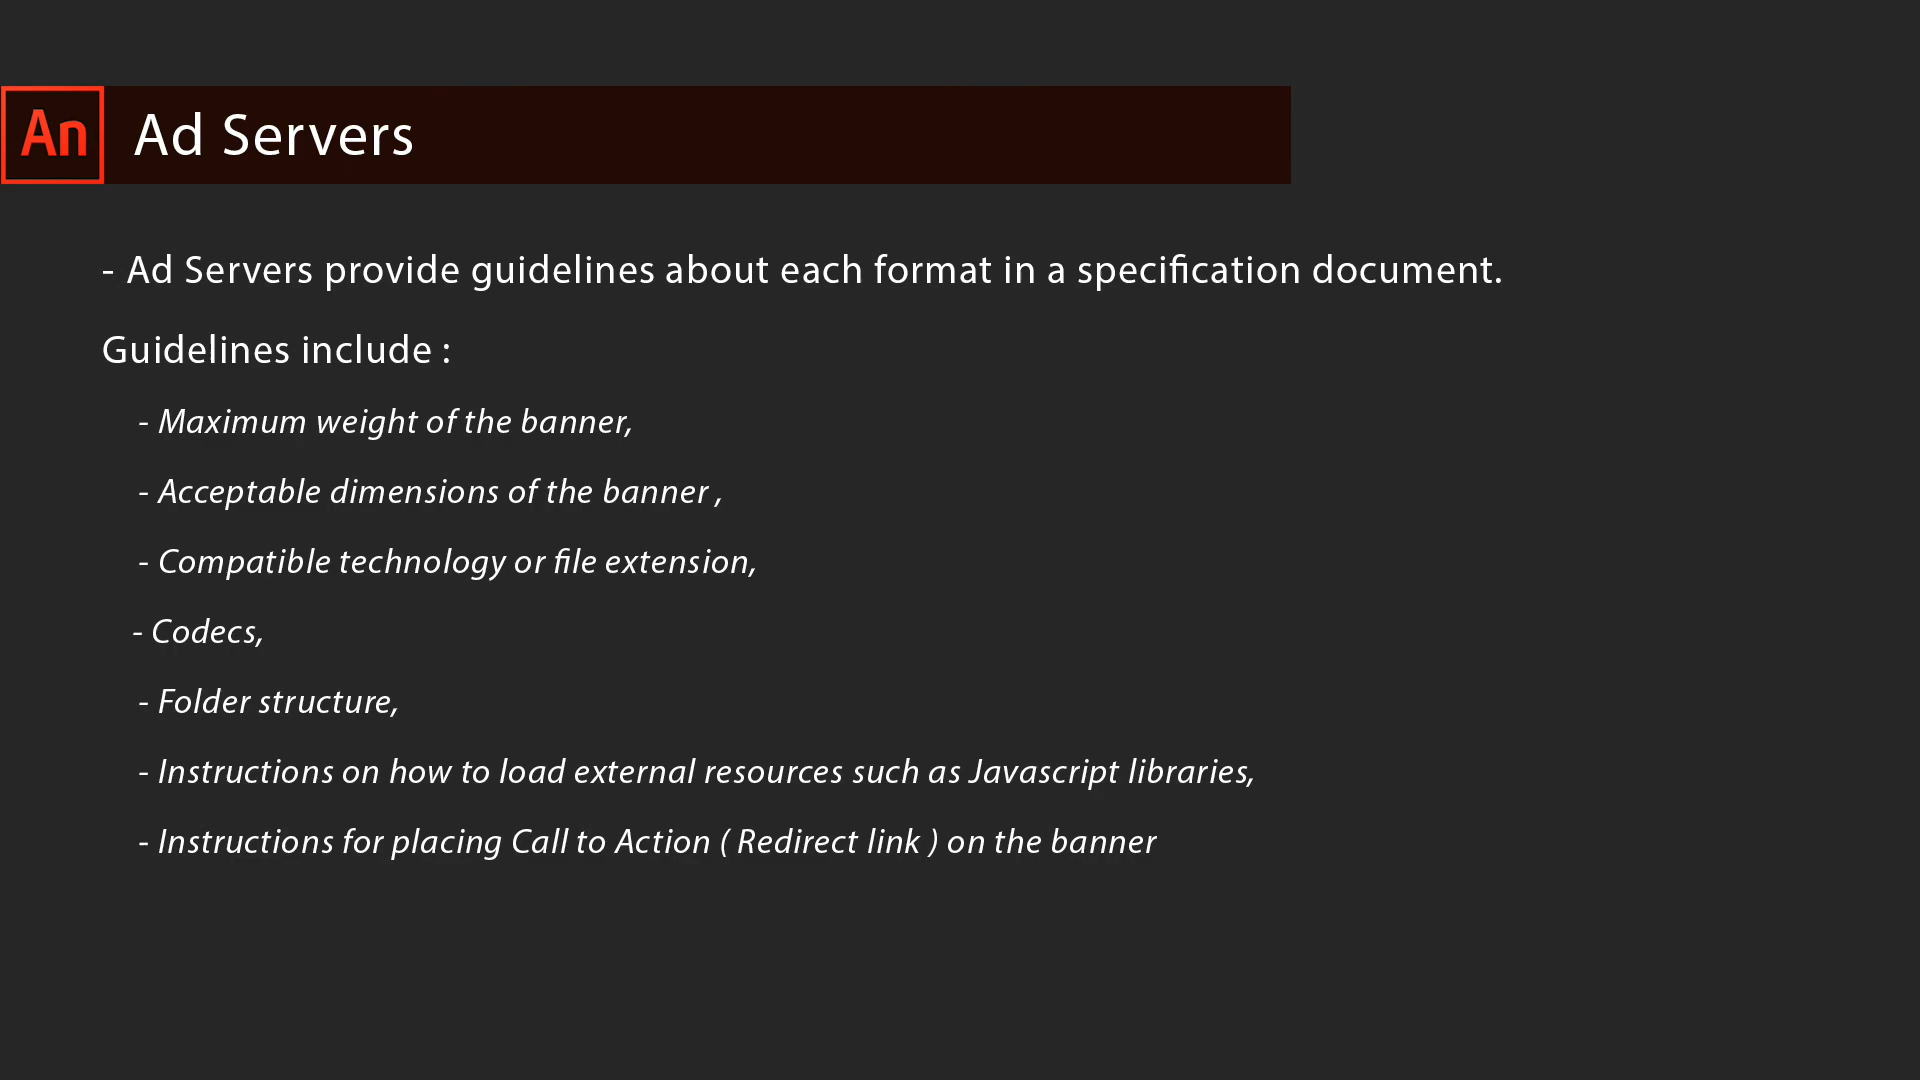 An
Ad Servers
- Ad Servers provide guidelines about each format in a specification document.
Guidelines include :
- Maximum weight of the banner,
- Acceptable dimensions of the banner ,
- Compatible technology or file extension,
- Codecs,
- Folder structure,
- Instructions on how to load external resources such as Javascript libraries,
- Instructions for placing Call to Action ( Redirect link ) on the banner